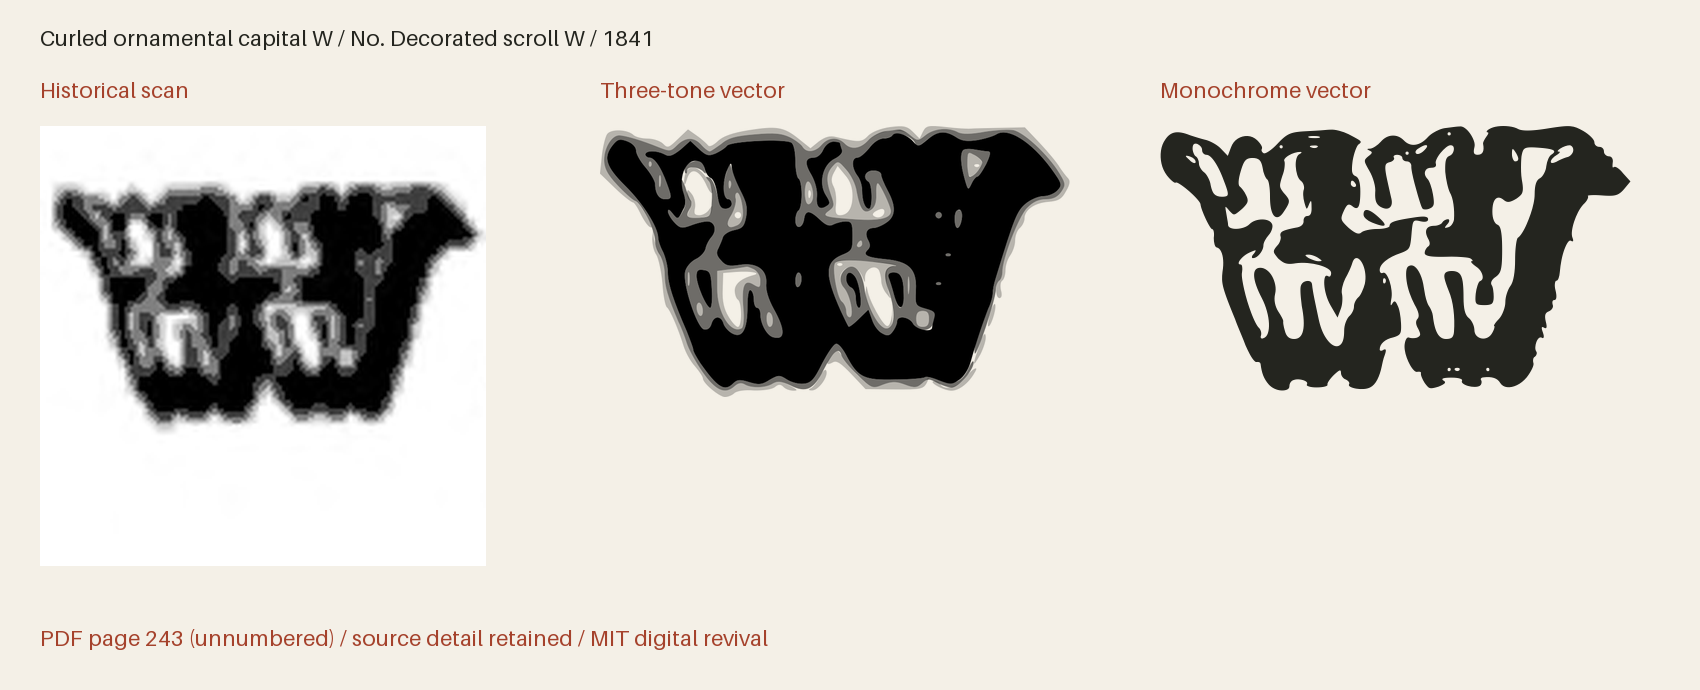 Curled ornamental capital W / No. Decorated scroll W / 1841
Historical scan
Three-tone vector
Monochrome vector
W
W
W
PDF page 243 (unnumbered) / source detail retained / MIT digital revival